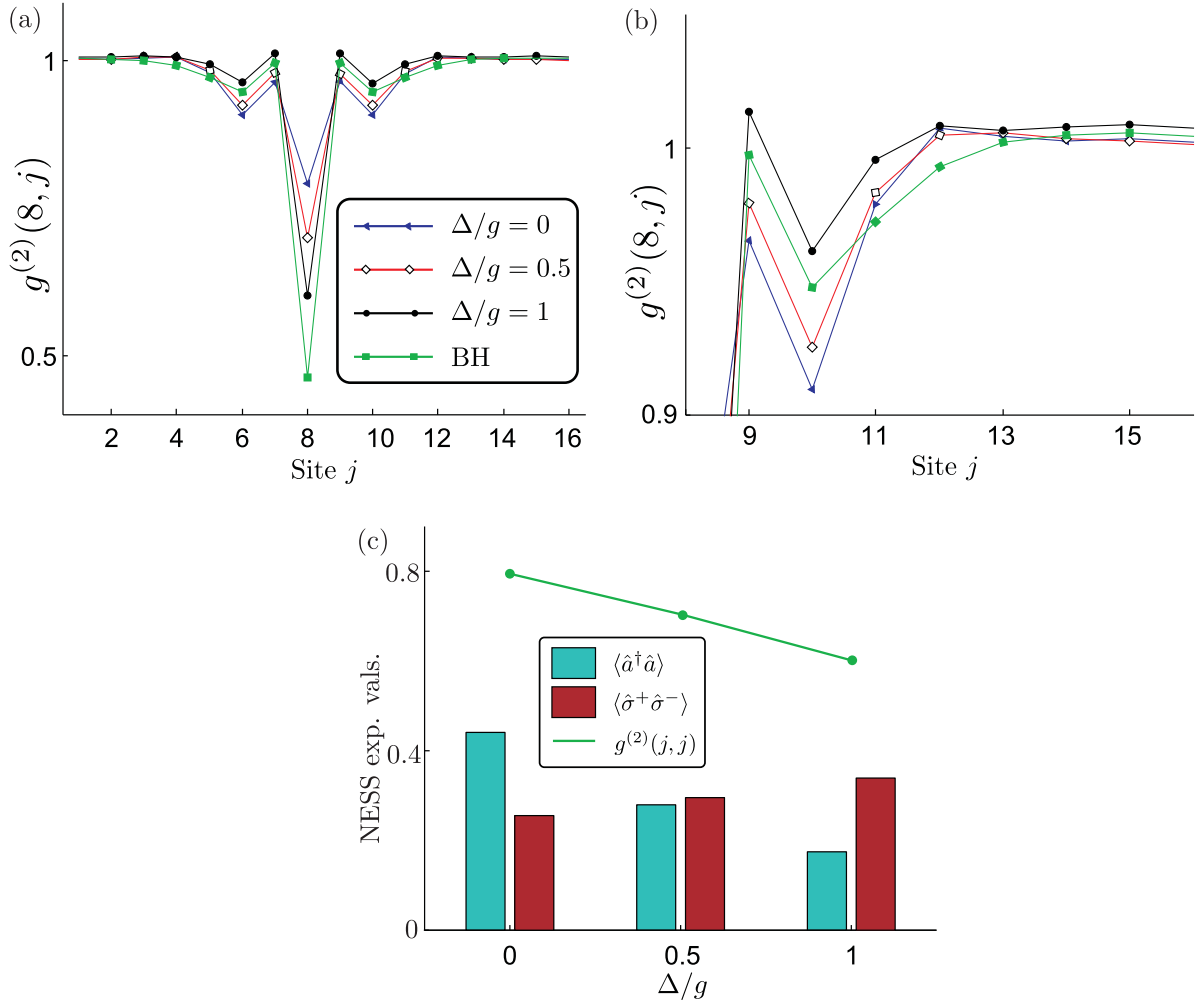 (a)
1
0.5
g⁽²⁾(8, j)
2 4 6 8 10 12 14 16
Site j
Δ/g = 0
Δ/g = 0.5
Δ/g = 1
BH
(b)
1
0.9
g⁽²⁾(8, j)
9 11 13 15
Site j
(c)
0.8
0.4
0
NESS exp. vals.
⟨â†â⟩
⟨σ̂⁺σ̂⁻⟩
g⁽²⁾(j, j)
0 0.5 1
Δ/g